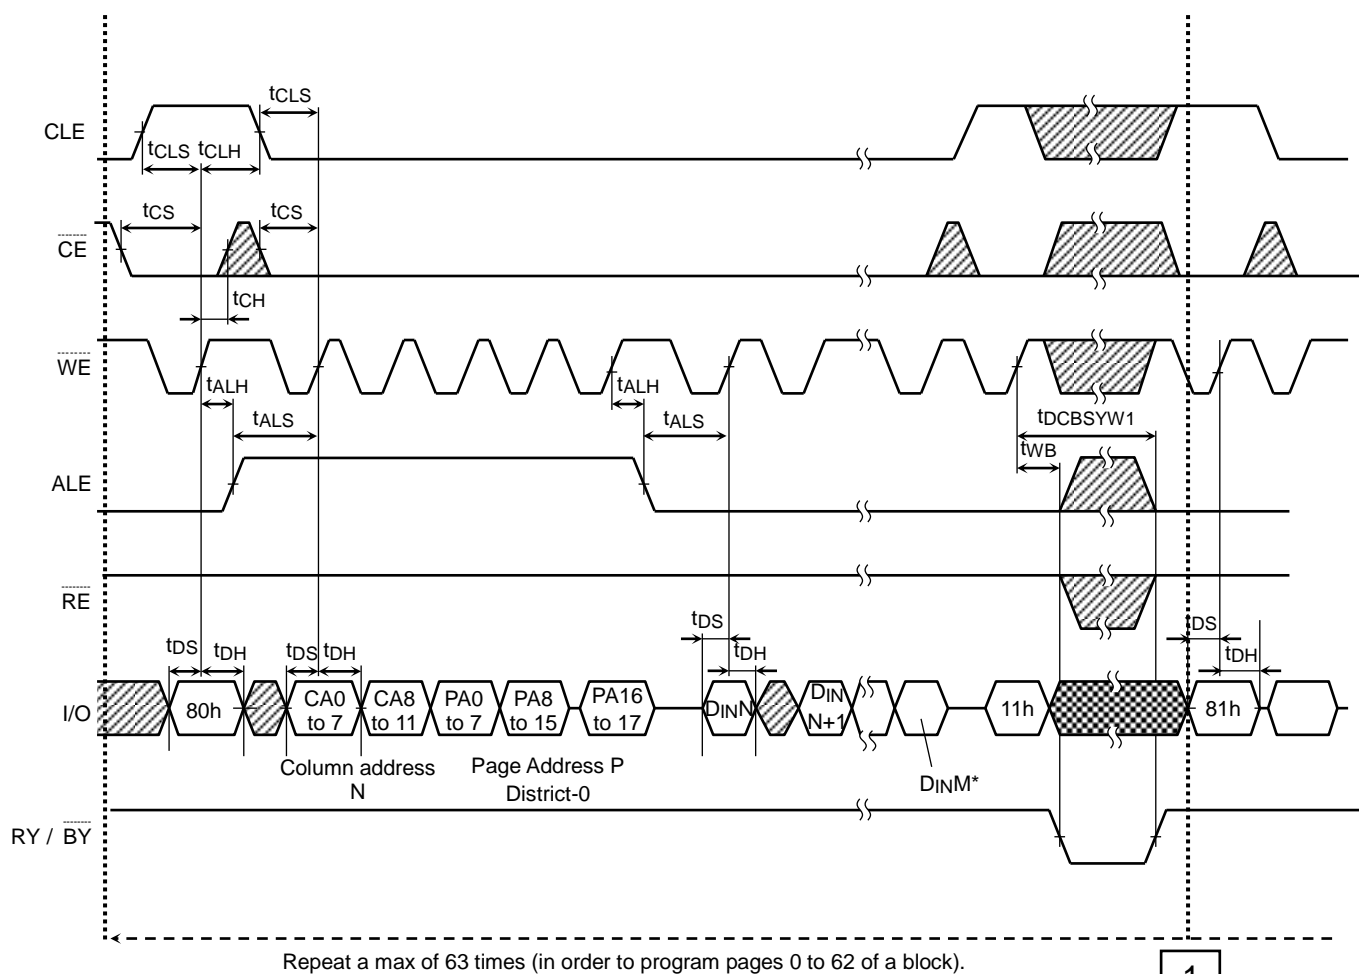 tCLS
CLE
tCLS tCLH
tCS tCS
CE
tCH
WE
tALH tALH
tALS tALS tDCBSYW1
tWB
ALE
RE
tDS tDS
tDH tDH
tDS tDH tDS tDH
I/O 80h CA0 to 7 CA8 to 11 PA0 to 7 PA8 to 15 PA16 to 17 DINN DIN N+1 11h 81h
Column address N
Page Address P
District-0
DINM*
RY / BY
Repeat a max of 63 times (in order to program pages 0 to 62 of a block).
1